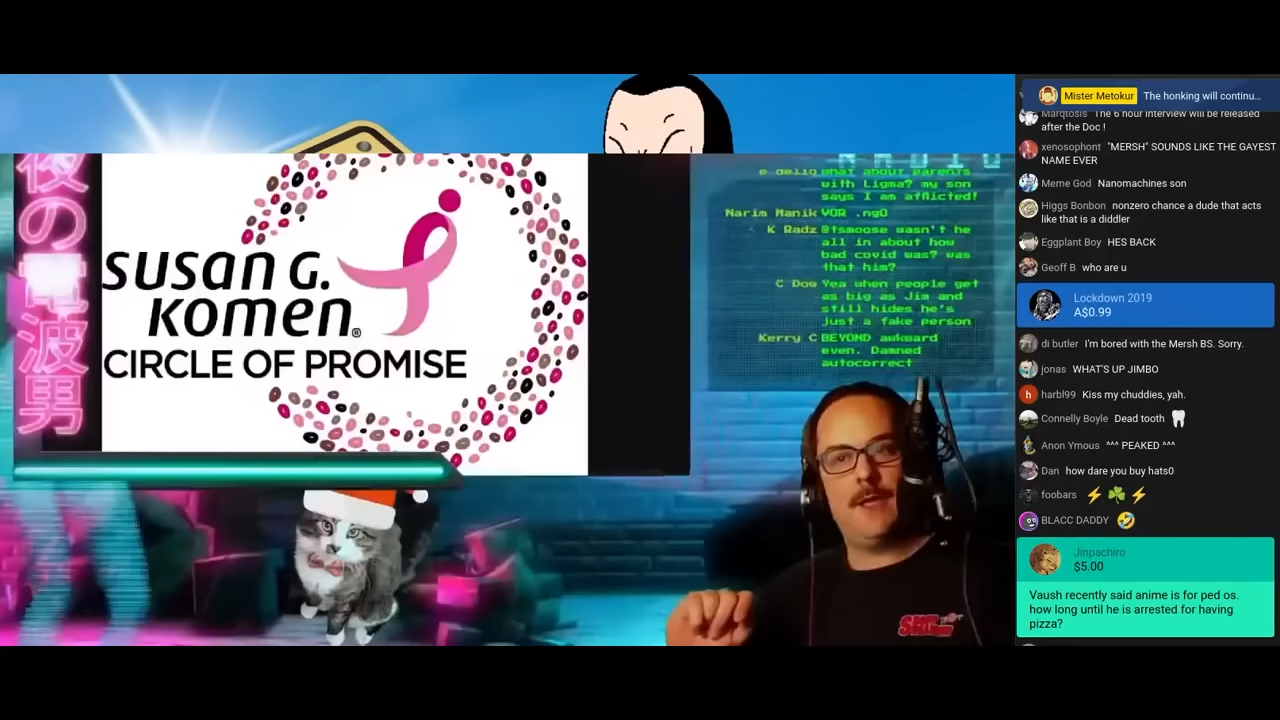 夜の電波男
susan g.
komen®
CIRCLE OF PROMISE
RADIO
what about parents
with Ligma? my son
says I am afflicted!
Narim Manik VOR .ng0
K Radz @tsmoose wasn't he
all in about how
bad covid was? was
that him?
C Dow Yea when people get
as big as Jim and
still hides he's
just a fake person
Kerry C BEYOND awkward
even. Damned
autocorrect
Mister Metokur The honking will continu...
Marqtosis The 6 hour interview will be released
after the Doc !
xenosophont "MERSH" SOUNDS LIKE THE GAYEST
NAME EVER
Meme God Nanomachines son
Higgs Bonbon nonzero chance a dude that acts
like that is a diddler
Eggplant Boy HES BACK
Geoff B who are u
Lockdown 2019
A$0.99
di butler I'm bored with the Mersh BS. Sorry.
jonas WHAT'S UP JIMBO
h harbl99 Kiss my chuddies, yah.
Connelly Boyle Dead tooth 🦷
Anon Ymous ^^^ PEAKED ^^^
Dan how dare you buy hats0
foobars ⚡☘️⚡
BLACC DADDY 🤣
Jinpachiro
$5.00
Vaush recently said anime is for ped os.
how long until he is arrested for having
pizza?